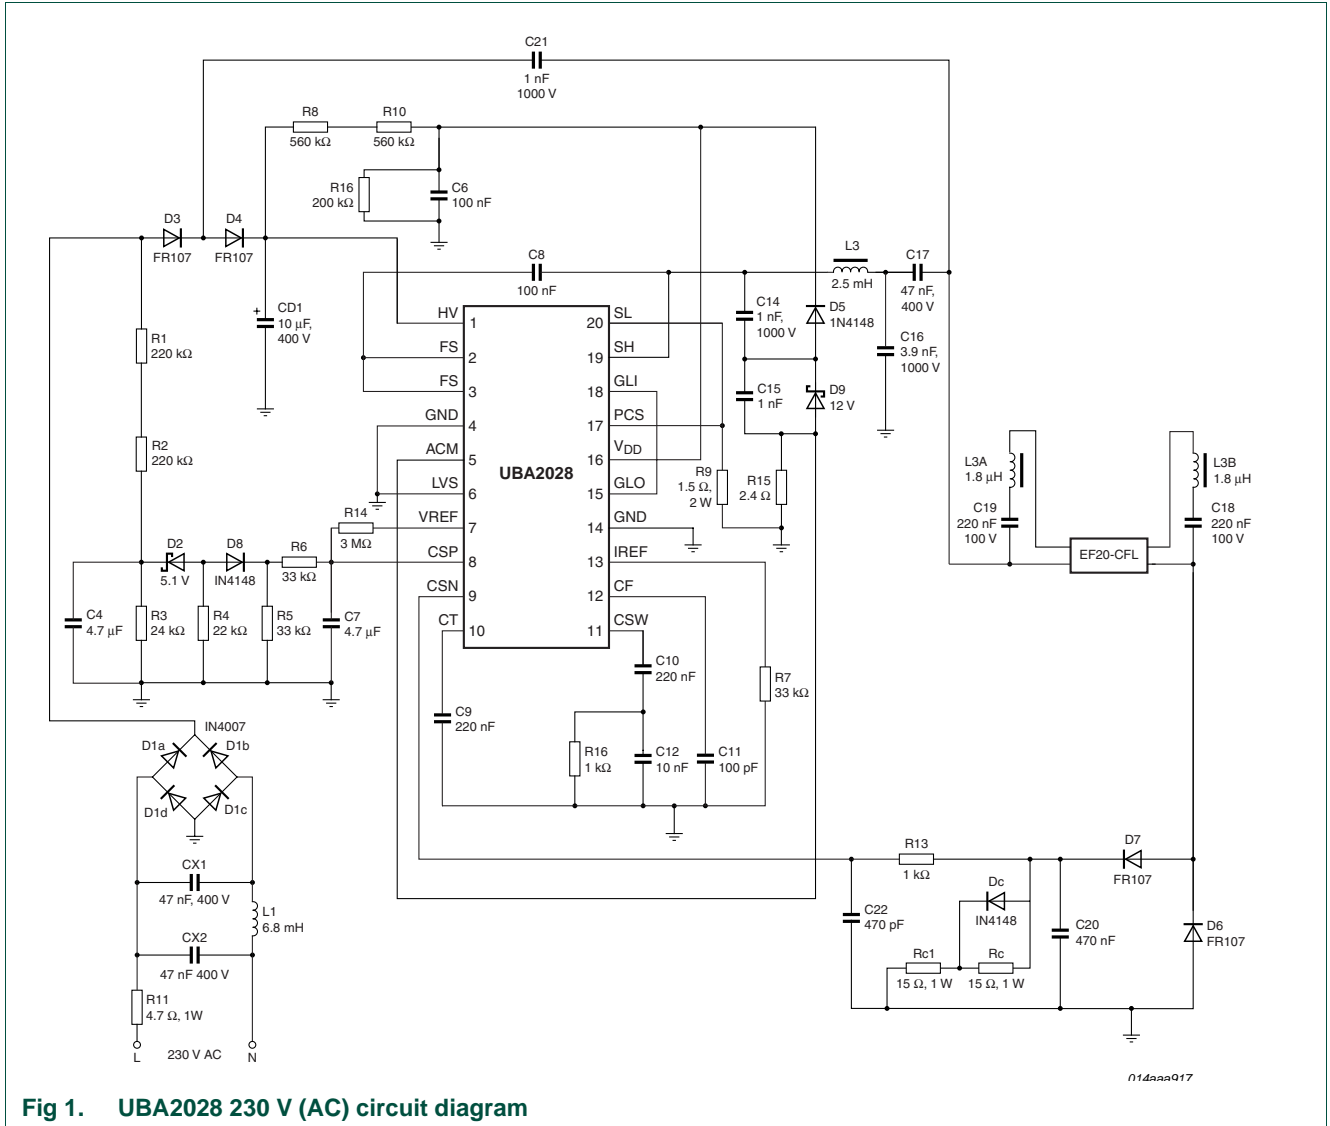 C21
1 nF
1000 V
R8
560 kΩ
R10
560 kΩ
R16
200 kΩ
C6
100 nF
D3
FR107
D4
FR107
C8
100 nF
L3
2.5 mH
C17
47 nF,
400 V
CD1
+
10 μF,
400 V
C14
1 nF,
1000 V
D5
1N4148
C16
3.9 nF,
1000 V
R1
220 kΩ
C15
1 nF
D9
12 V
R2
220 kΩ
HV
1
FS
2
FS
3
GND
4
ACM
5
LVS
6
VREF
7
CSP
8
CSN
9
CT
10
UBA2028
20
SL
19
SH
18
GLI
17
PCS
16
VDD
15
GLO
14
GND
13
IREF
12
CF
11
CSW
R9
1.5 Ω,
2 W
R15
2.4 Ω
L3A
1.8 μH
L3B
1.8 μH
C19
220 nF
100 V
C18
220 nF
100 V
EF20-CFL
R14
3 MΩ
D2
5.1 V
D8
IN4148
R6
33 kΩ
C4
4.7 μF
R3
24 kΩ
R4
22 kΩ
R5
33 kΩ
C7
4.7 μF
C10
220 nF
R7
33 kΩ
C9
220 nF
R16
1 kΩ
C12
10 nF
C11
100 pF
IN4007
D1a
D1b
D1d
D1c
CX1
47 nF, 400 V
L1
6.8 mH
CX2
47 nF 400 V
R11
4.7 Ω, 1W
L
230 V AC
N
R13
1 kΩ
D7
FR107
Dc
IN4148
C22
470 pF
C20
470 nF
D6
FR107
Rc1
15 Ω, 1 W
Rc
15 Ω, 1 W
014aaa917
Fig 1. UBA2028 230 V (AC) circuit diagram